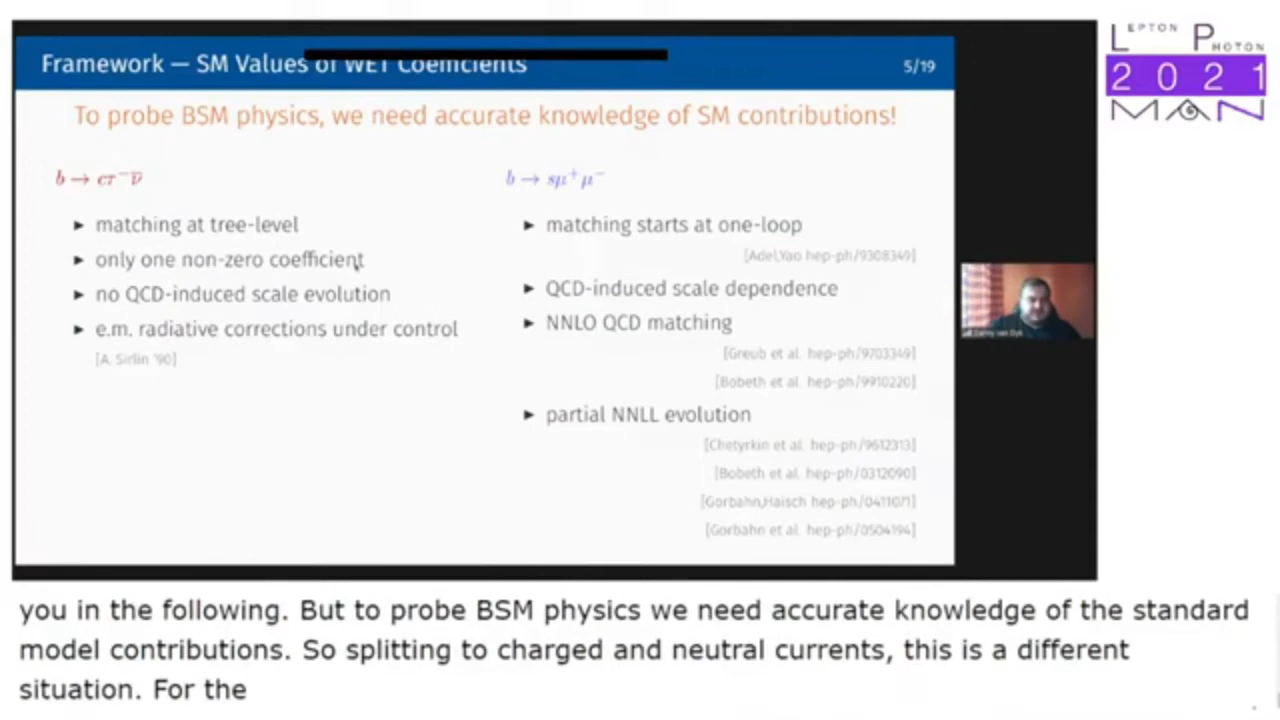 Framework — SM Values of WET Coefficients
5/19
To probe BSM physics, we need accurate knowledge of SM contributions!
b → cτ⁻ν̄
► matching at tree-level
► only one non-zero coefficient
► no QCD-induced scale evolution
► e.m. radiative corrections under control
[A. Sirlin '90]
b → sμ⁺μ⁻
► matching starts at one-loop
[Adel,Yao hep-ph/9308349]
► QCD-induced scale dependence
► NNLO QCD matching
[Greub et al. hep-ph/9703349]
[Bobeth et al. hep-ph/9910220]
► partial NNLL evolution
[Chetyrkin et al. hep-ph/9612313]
[Bobeth et al. hep-ph/0312090]
[Gorbahn,Haisch hep-ph/0411071]
[Gorbahn et al. hep-ph/0504194]
LEPTON PHOTON
2021
MAN
Danny van Dyk
you in the following. But to probe BSM physics we need accurate knowledge of the standard
model contributions. So splitting to charged and neutral currents, this is a different
situation. For the